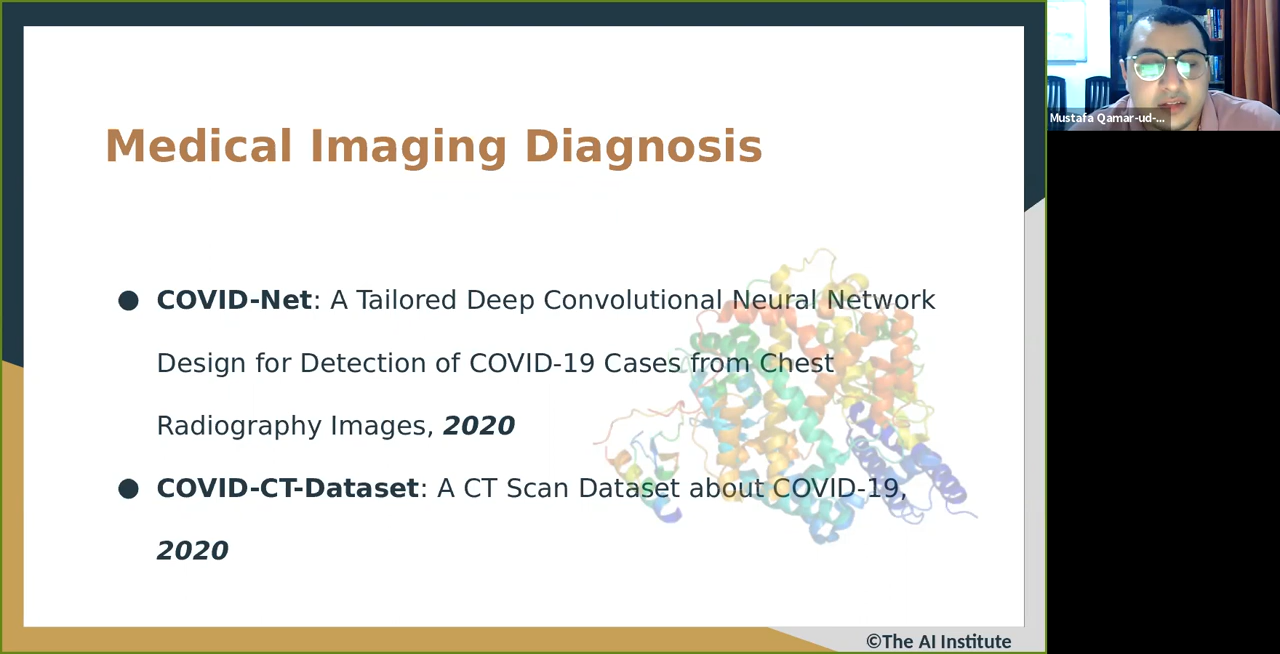 Medical Imaging Diagnosis
● COVID-Net: A Tailored Deep Convolutional Neural Network
Design for Detection of COVID-19 Cases from Chest
Radiography Images, 2020
● COVID-CT-Dataset: A CT Scan Dataset about COVID-19,
2020
©The AI Institute
Mustafa Qamar-ud-...